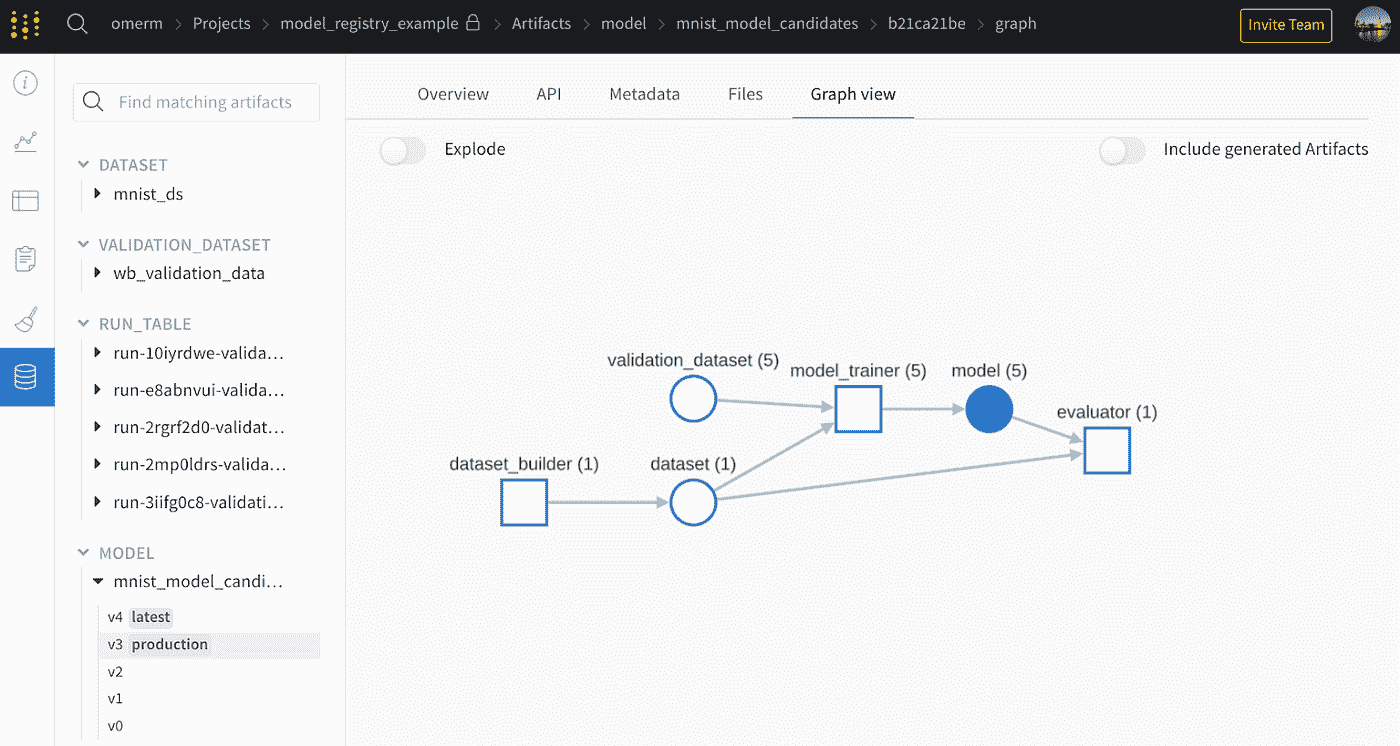 omerm > Projects > model_registry_example > Artifacts > model > mnist_model_candidates > b21ca21be > graph
Invite Team
Find matching artifacts
DATASET
mnist_ds
VALIDATION_DATASET
wb_validation_data
RUN_TABLE
run-10iyrdwe-valida…
run-e8abnvui-valida…
run-2rgrf2d0-validat…
run-2mp0ldrs-valida…
run-3iifg0c8-validati…
MODEL
mnist_model_candi…
v4 latest
v3 production
v2
v1
v0
Overview API Metadata Files Graph view
Explode
Include generated Artifacts
validation_dataset (5)
model_trainer (5)
model (5)
evaluator (1)
dataset_builder (1)
dataset (1)